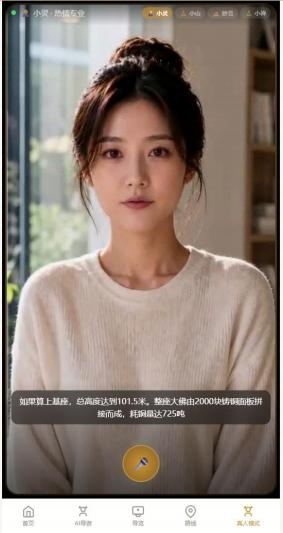 小灵 · 热情专业
小灵
小山
妙音
小禅
如果算上基座，总高度达到101.5米。整座大佛由2000块铸铜面板拼
接而成，耗铜量达725吨
首页
AI导游
导览
路线
真人模式